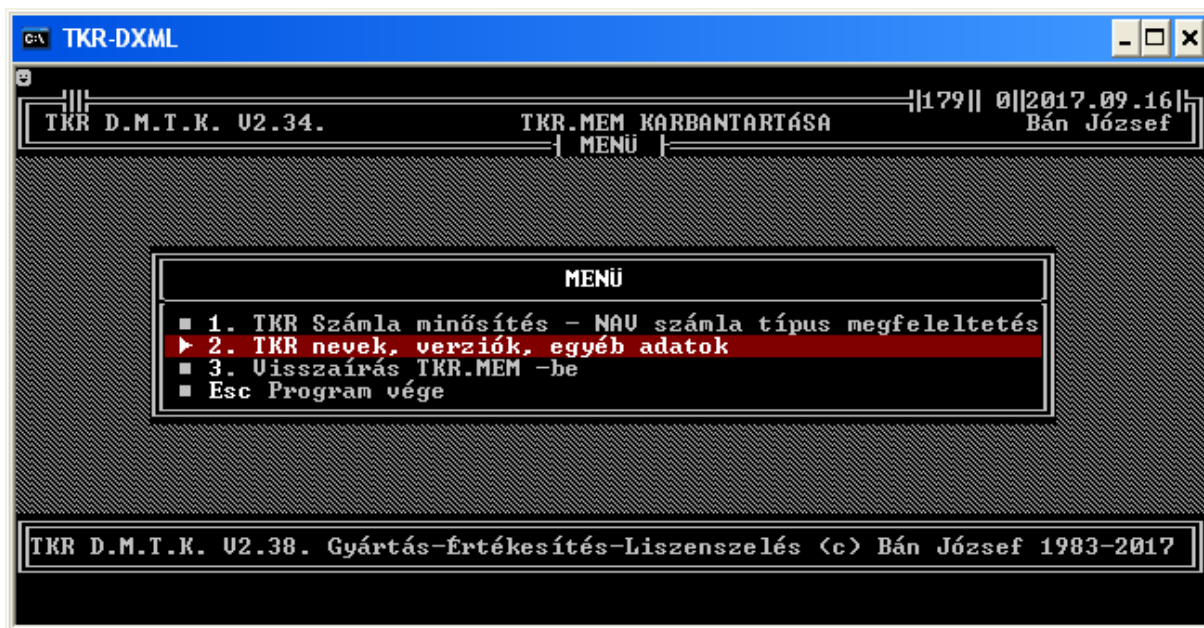 TKR-DXML
179 0 2017.09.16
TKR D.M.T.K. V2.34. TKR.MEM KARBANTARTÁSA Bán József
MENÜ
MENÜ
1. TKR Számla minősítés - NAV számla típus megfeleltetés
2. TKR nevek, verziók, egyéb adatok
3. Visszaírás TKR.MEM -be
Esc Program vége
TKR D.M.T.K. V2.38. Gyártás-Értékesítés-Liszenszelés (c) Bán József 1983-2017